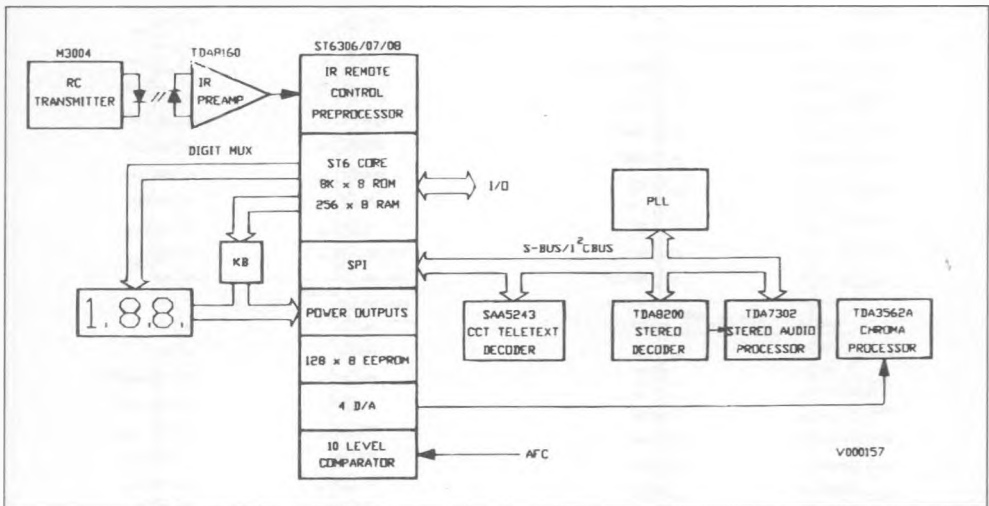 M3004
RC
TRANSMITTER
TDA8160
IR
PREAMP
ST6306/07/08
IR REMOTE
CONTROL
PREPROCESSOR
DIGIT MUX
ST6 CORE
8K x 8 ROM
256 x 8 RAM
I/O
KB
SPI
S-BUS/I²CBUS
PLL
1.8.8.
POWER OUTPUTS
128 x 8 EEPROM
4 D/A
10 LEVEL
COMPARATOR
AFC
SAA5243
CCT TELETEXT
DECODER
TDA8200
STEREO
DECODER
TDA7302
STEREO AUDIO
PROCESSOR
TDA3562A
CHROMA
PROCESSOR
V000157